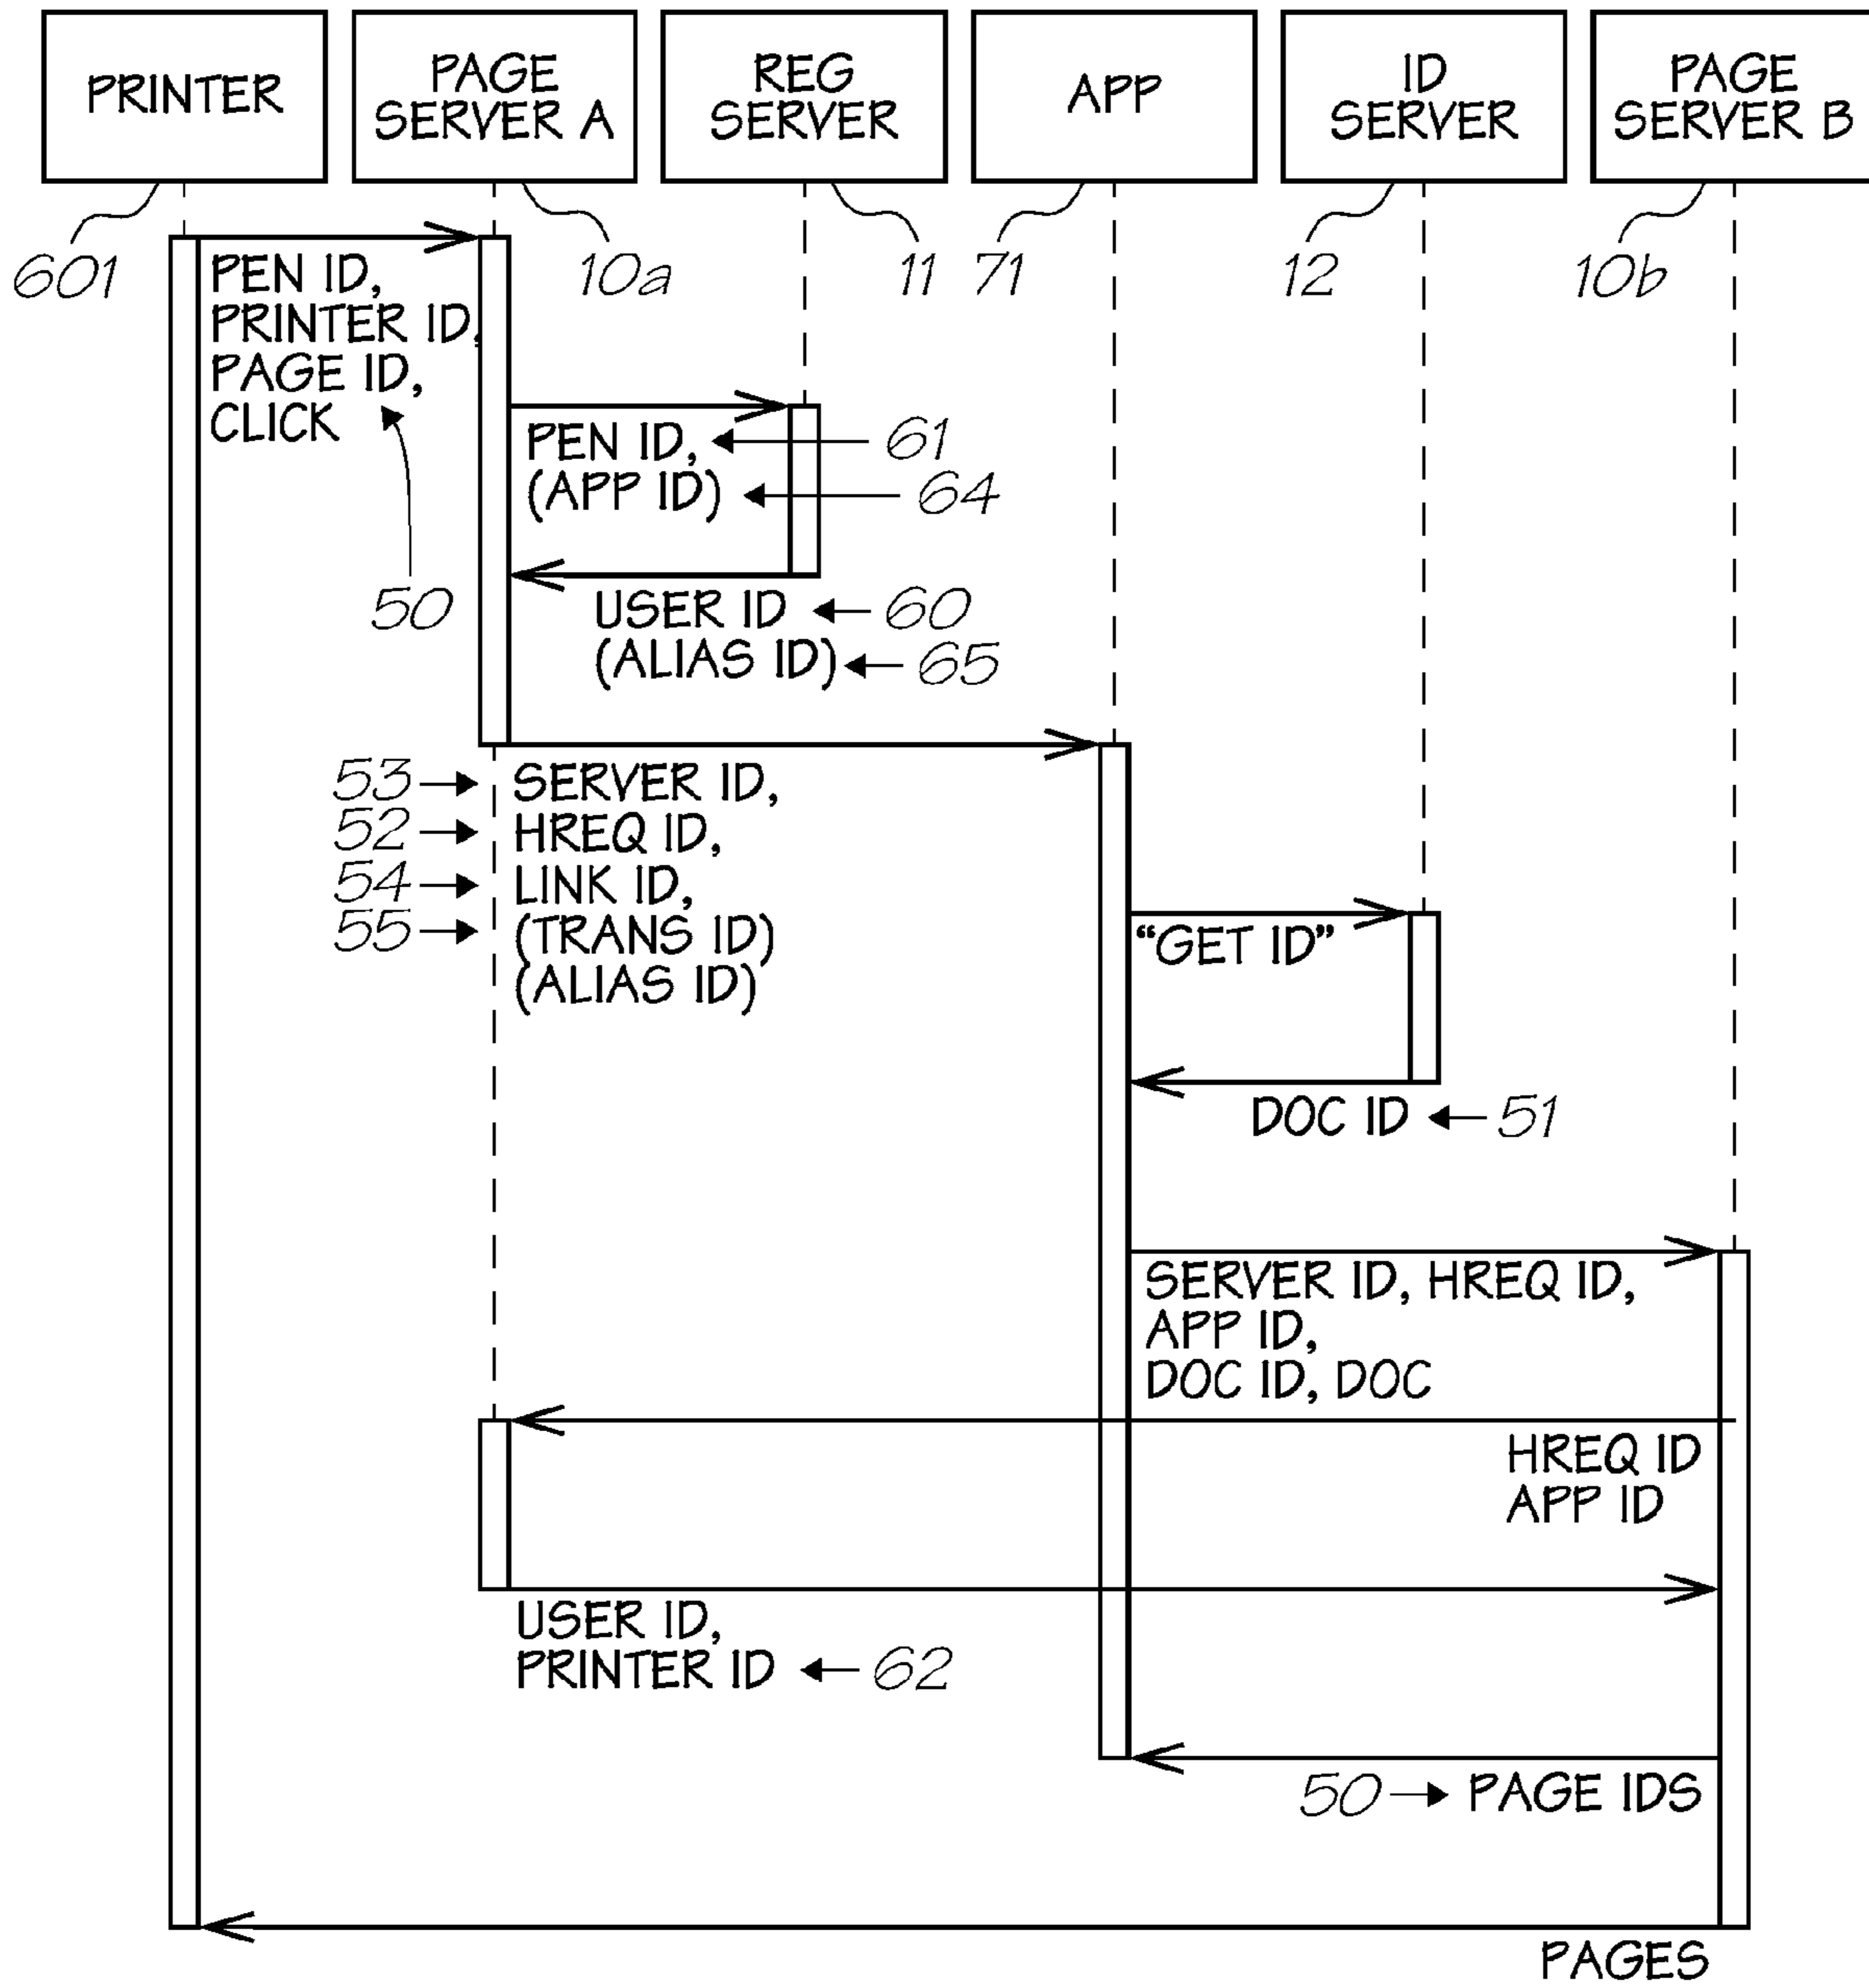 PRINTER
PAGE
SERVER A
REG
SERVER
APP
ID
SERVER
PAGE
SERVER B
601
10a
11
71
12
10b
PEN ID,
PRINTER ID,
PAGE ID,
CLICK
50
PEN ID,
61
(APP ID)
64
USER ID
60
(ALIAS ID)
65
53
SERVER ID,
52
HREQ ID,
54
LINK ID,
55
(TRANS ID)
(ALIAS ID)
“GET ID”
DOC ID
51
SERVER ID, HREQ ID,
APP ID,
DOC ID, DOC
HREQ ID
APP ID
USER ID,
PRINTER ID
62
50
PAGE IDS
PAGES